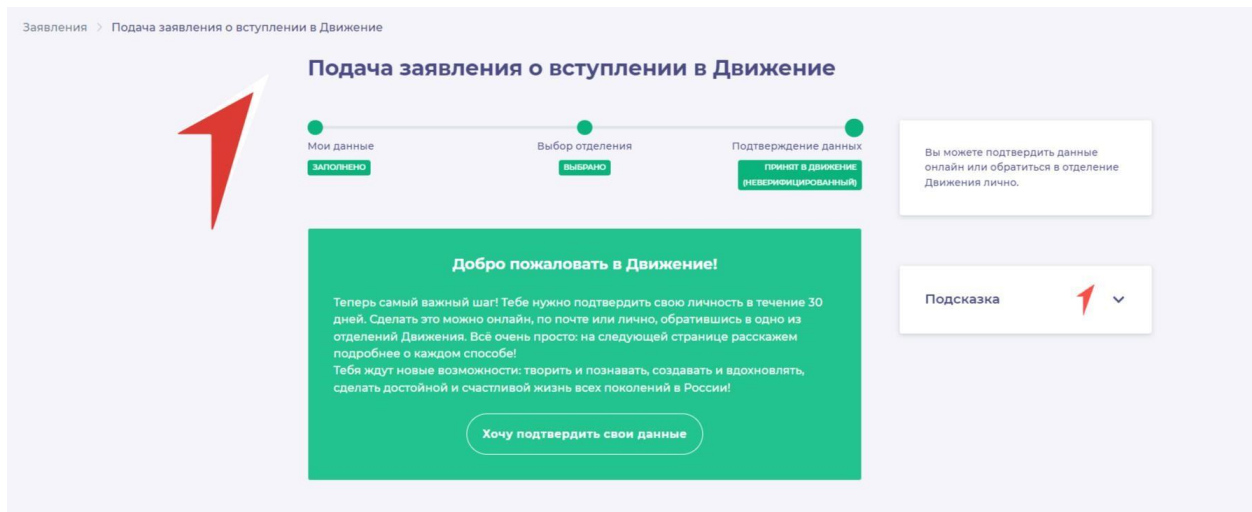 Заявления > Подача заявления о вступлении в Движение
Подача заявления о вступлении в Движение
Мои данные
ЗАПОЛНЕНО
Выбор отделения
ВЫБРАНО
Подтверждение данных
ПРИНЯТ В ДВИЖЕНИЕ
(НЕВЕРИФИЦИРОВАННЫЙ)
Вы можете подтвердить данные
онлайн или обратиться в отделение
Движения лично.
Добро пожаловать в Движение!
Теперь самый важный шаг! Тебе нужно подтвердить свою личность в течение 30
дней. Сделать это можно онлайн, по почте или лично, обратившись в одно из
отделений Движения. Всё очень просто: на следующей странице расскажем
подробнее о каждом способе!
Тебя ждут новые возможности: творить и познавать, создавать и вдохновлять,
сделать достойной и счастливой жизнь всех поколений в России!
Хочу подтвердить свои данные
Подсказка